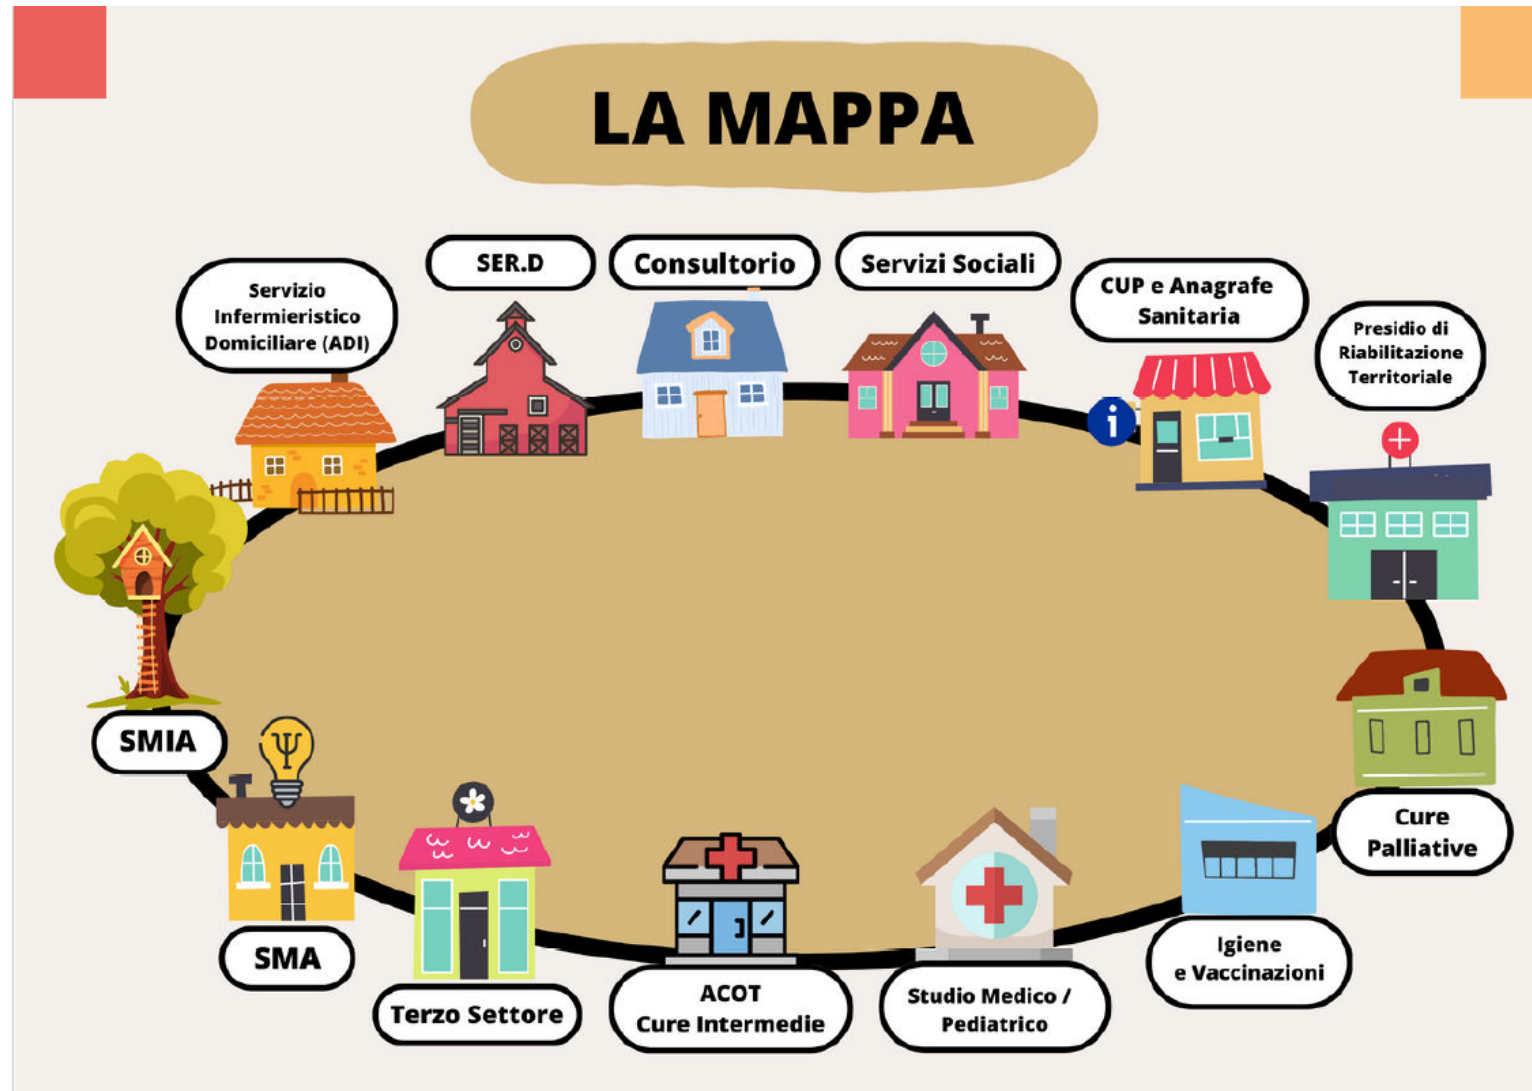 LA MAPPA
SER.D
Consultorio
Servizi Sociali
CUP e Anagrafe
Sanitaria
Servizio
Infermieristico
Domiciliare (ADI)
Presidio di
Riabilitazione
Territoriale
i
SMIA
Ψ
Cure
Palliative
SMA
Igiene
e Vaccinazioni
Terzo Settore
ACOT
Cure Intermedie
Studio Medico /
Pediatrico